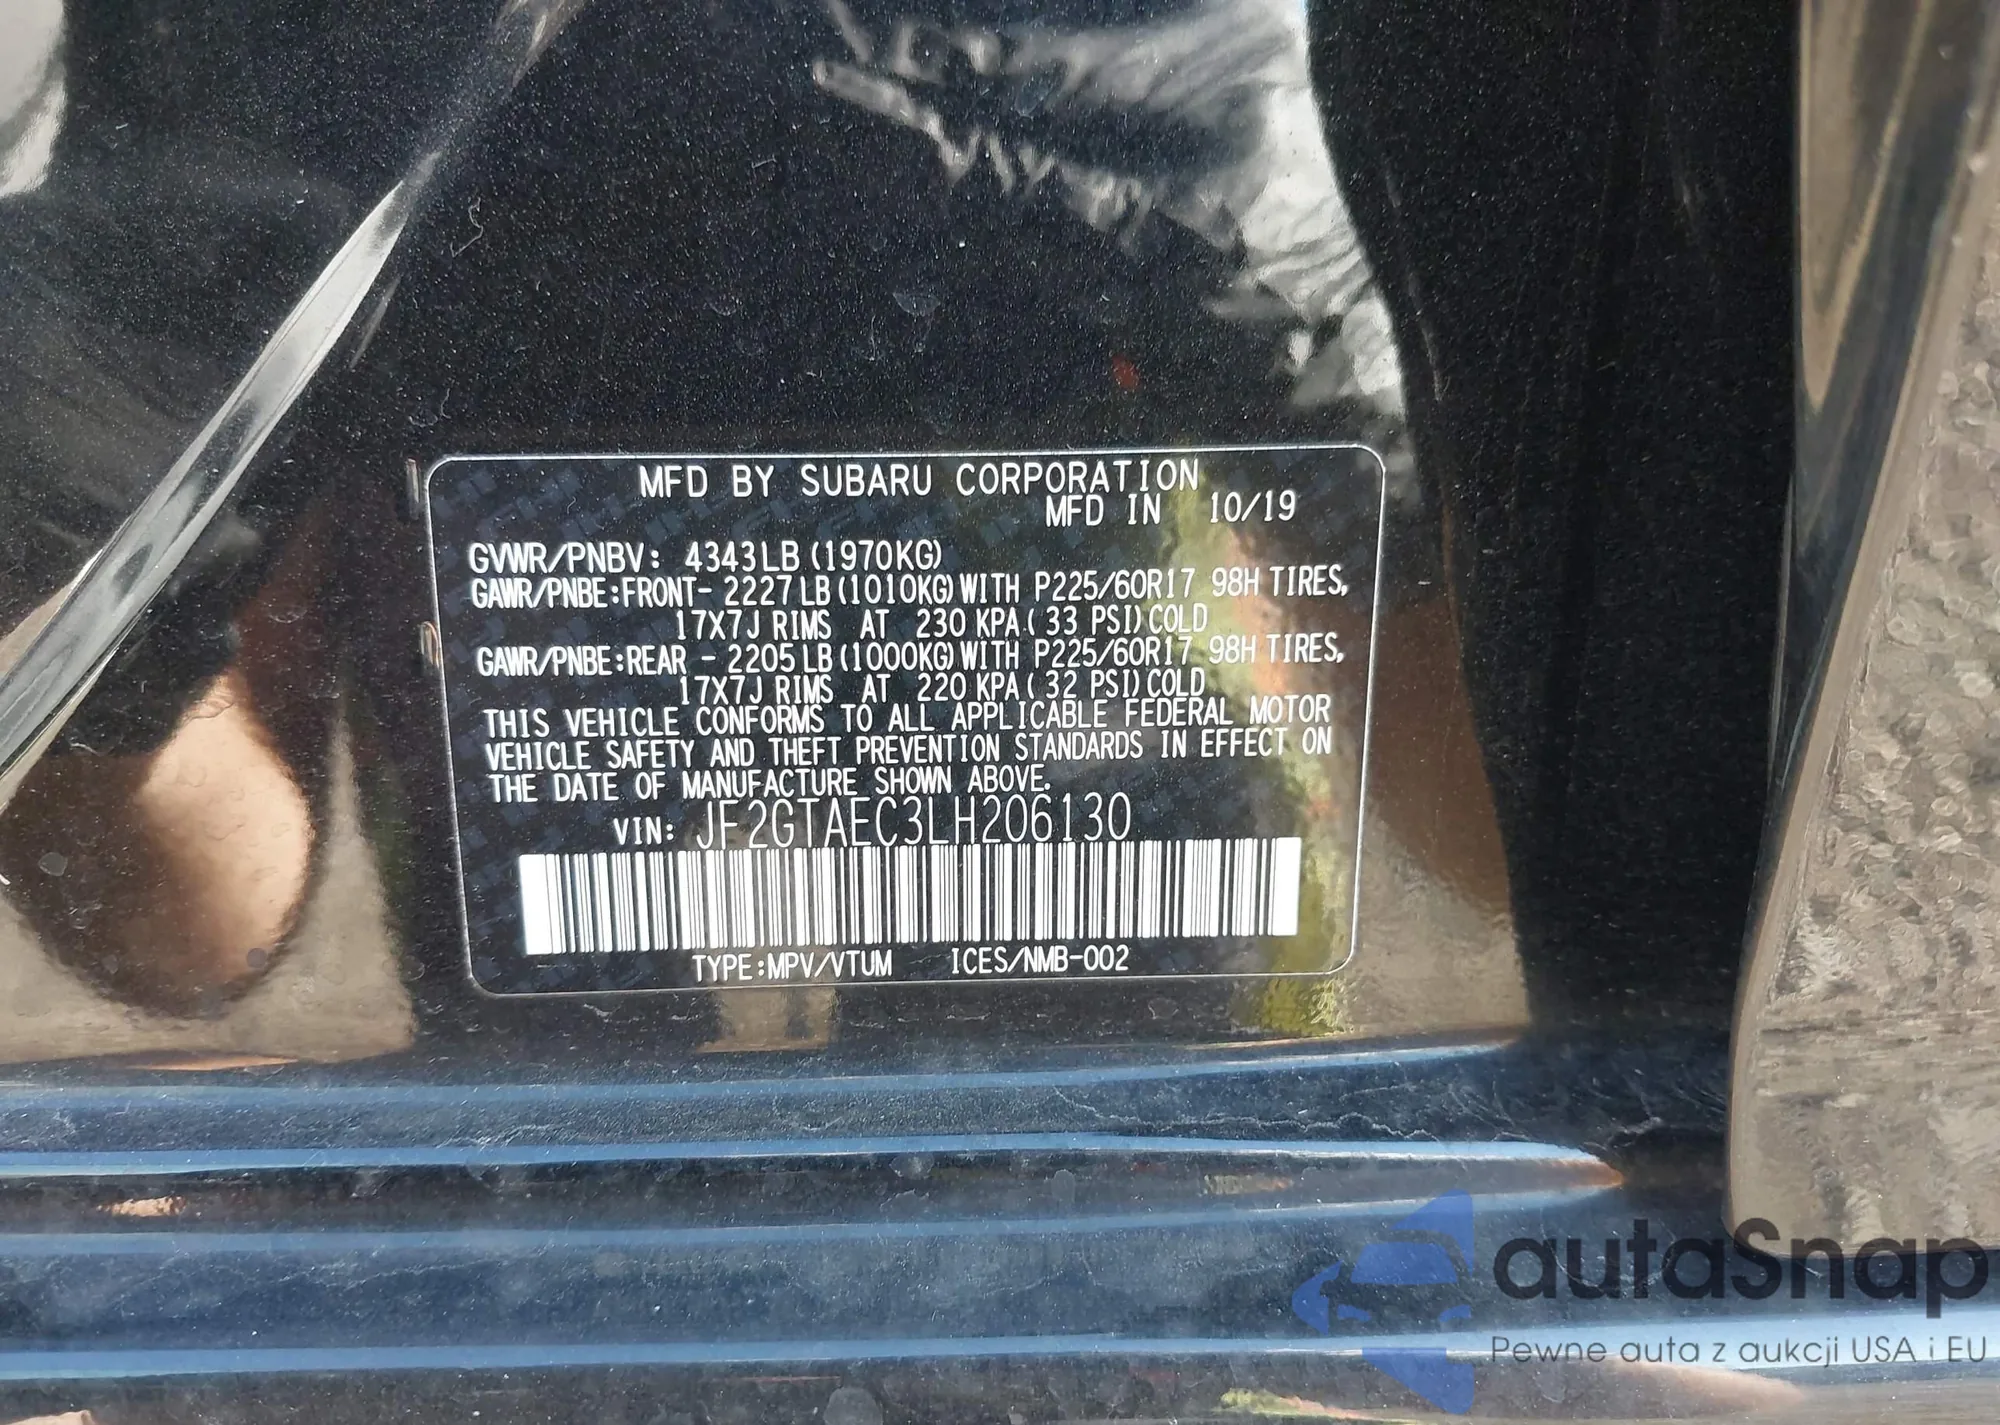 MFD BY SUBARU CORPORATION
MFD IN 10/19
GVWR/PNBV: 4343LB (1970KG)
GAWR/PNBE:FRONT- 2227LB (1010KG) WITH P225/60R17 98H TIRES,
17X7J RIMS AT 230 KPA ( 33 PSI) COLD
GAWR/PNBE:REAR - 2205LB (1000KG) WITH P225/60R17 98H TIRES,
17X7J RIMS AT 220 KPA ( 32 PSI) COLD
THIS VEHICLE CONFORMS TO ALL APPLICABLE FEDERAL MOTOR
VEHICLE SAFETY AND THEFT PREVENTION STANDARDS IN EFFECT ON
THE DATE OF MANUFACTURE SHOWN ABOVE.
VIN: JF2GTAEC3LH206130
TYPE:MPV/VTUM ICES/NMB-002
autaSnap
Pewne auta z aukcji USA i EU